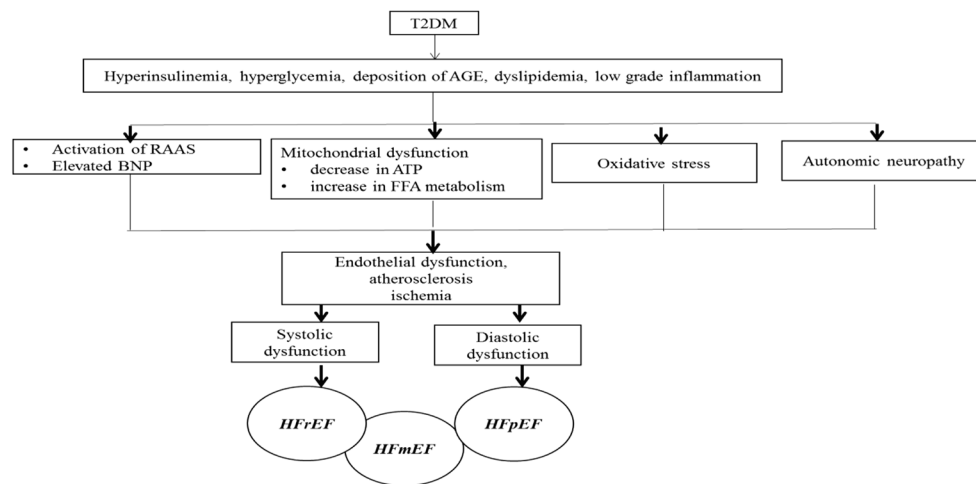 T2DM
Hyperinsulinemia, hyperglycemia, deposition of AGE, dyslipidemia, low grade inflammation
• Activation of RAAS
• Elevated BNP
Mitochondrial dysfunction
• decrease in ATP
• increase in FFA metabolism
Oxidative stress
Autonomic neuropathy
Endothelial dysfunction,
atherosclerosis
ischemia
Systolic
dysfunction
Diastolic
dysfunction
HFrEF
HFmEF
HFpEF